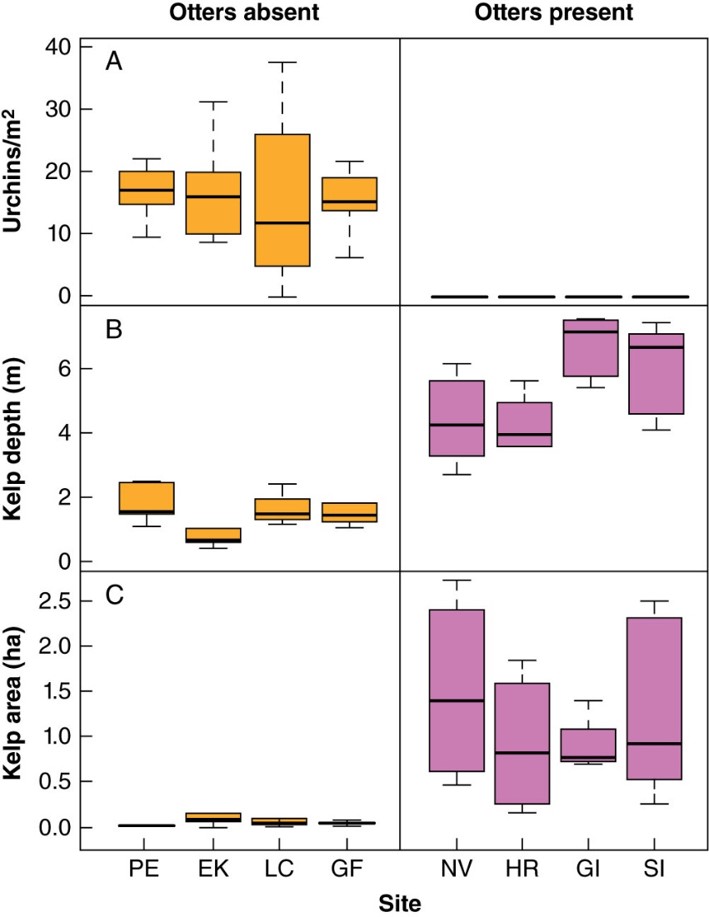 Otters absent
Otters present
A
Urchins/m²
40
30
20
10
0
B
Kelp depth (m)
6
4
2
0
C
Kelp area (ha)
2.5
2.0
1.5
1.0
0.5
0.0
PE EK LC GF NV HR GI SI
Site